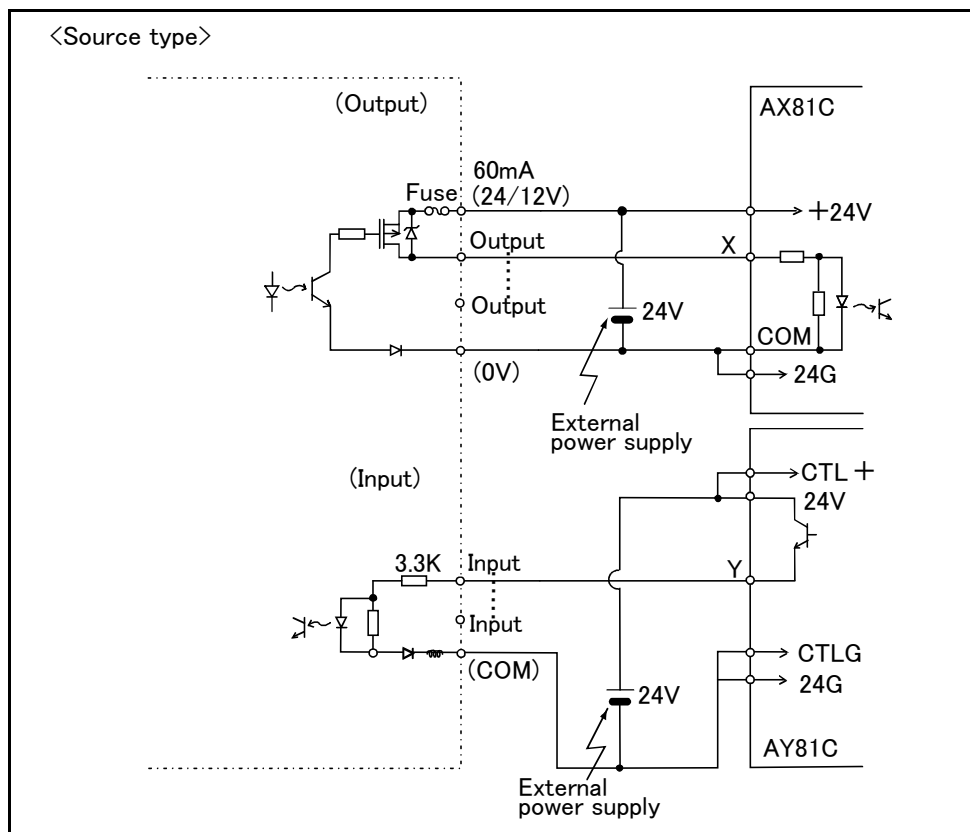 <Source type>
(Output)
AX81C
60mA
(24/12V)
Fuse
+24V
Output
X
Output
24V
COM
(0V)
24G
External
power supply
(Input)
CTL +
24V
3.3K
Input
Y
Input
(COM)
CTLG
24G
24V
AY81C
External
power supply